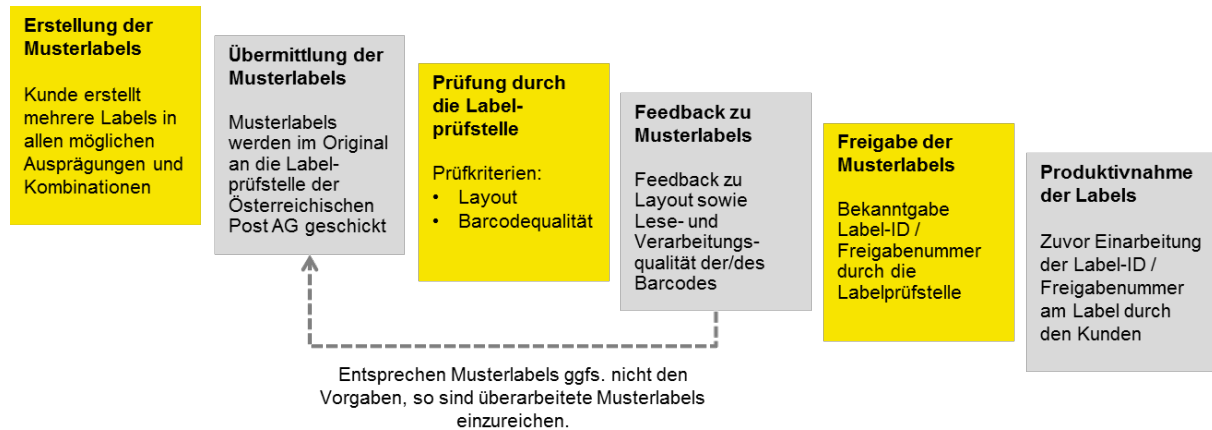 Erstellung der
Musterlabels
Kunde erstellt
mehrere Labels in
allen möglichen
Ausprägungen und
Kombinationen
Übermittlung der
Musterlabels
Musterlabels
werden im Original
an die Label-
prüfstelle der
Österreichischen
Post AG geschickt
Prüfung durch
die Label-
prüfstelle
Prüfkriterien:
• Layout
• Barcodequalität
Feedback zu
Musterlabels
Feedback zu
Layout sowie
Lese- und
Verarbeitungs-
qualität der/des
Barcodes
Freigabe der
Musterlabels
Bekanntgabe
Label-ID /
Freigabenummer
durch die
Labelprüfstelle
Produktivnahme
der Labels
Zuvor Einarbeitung
der Label-ID /
Freigabenummer
am Label durch
den Kunden
Entsprechen Musterlabels ggfs. nicht den
Vorgaben, so sind überarbeitete Musterlabels
einzureichen.